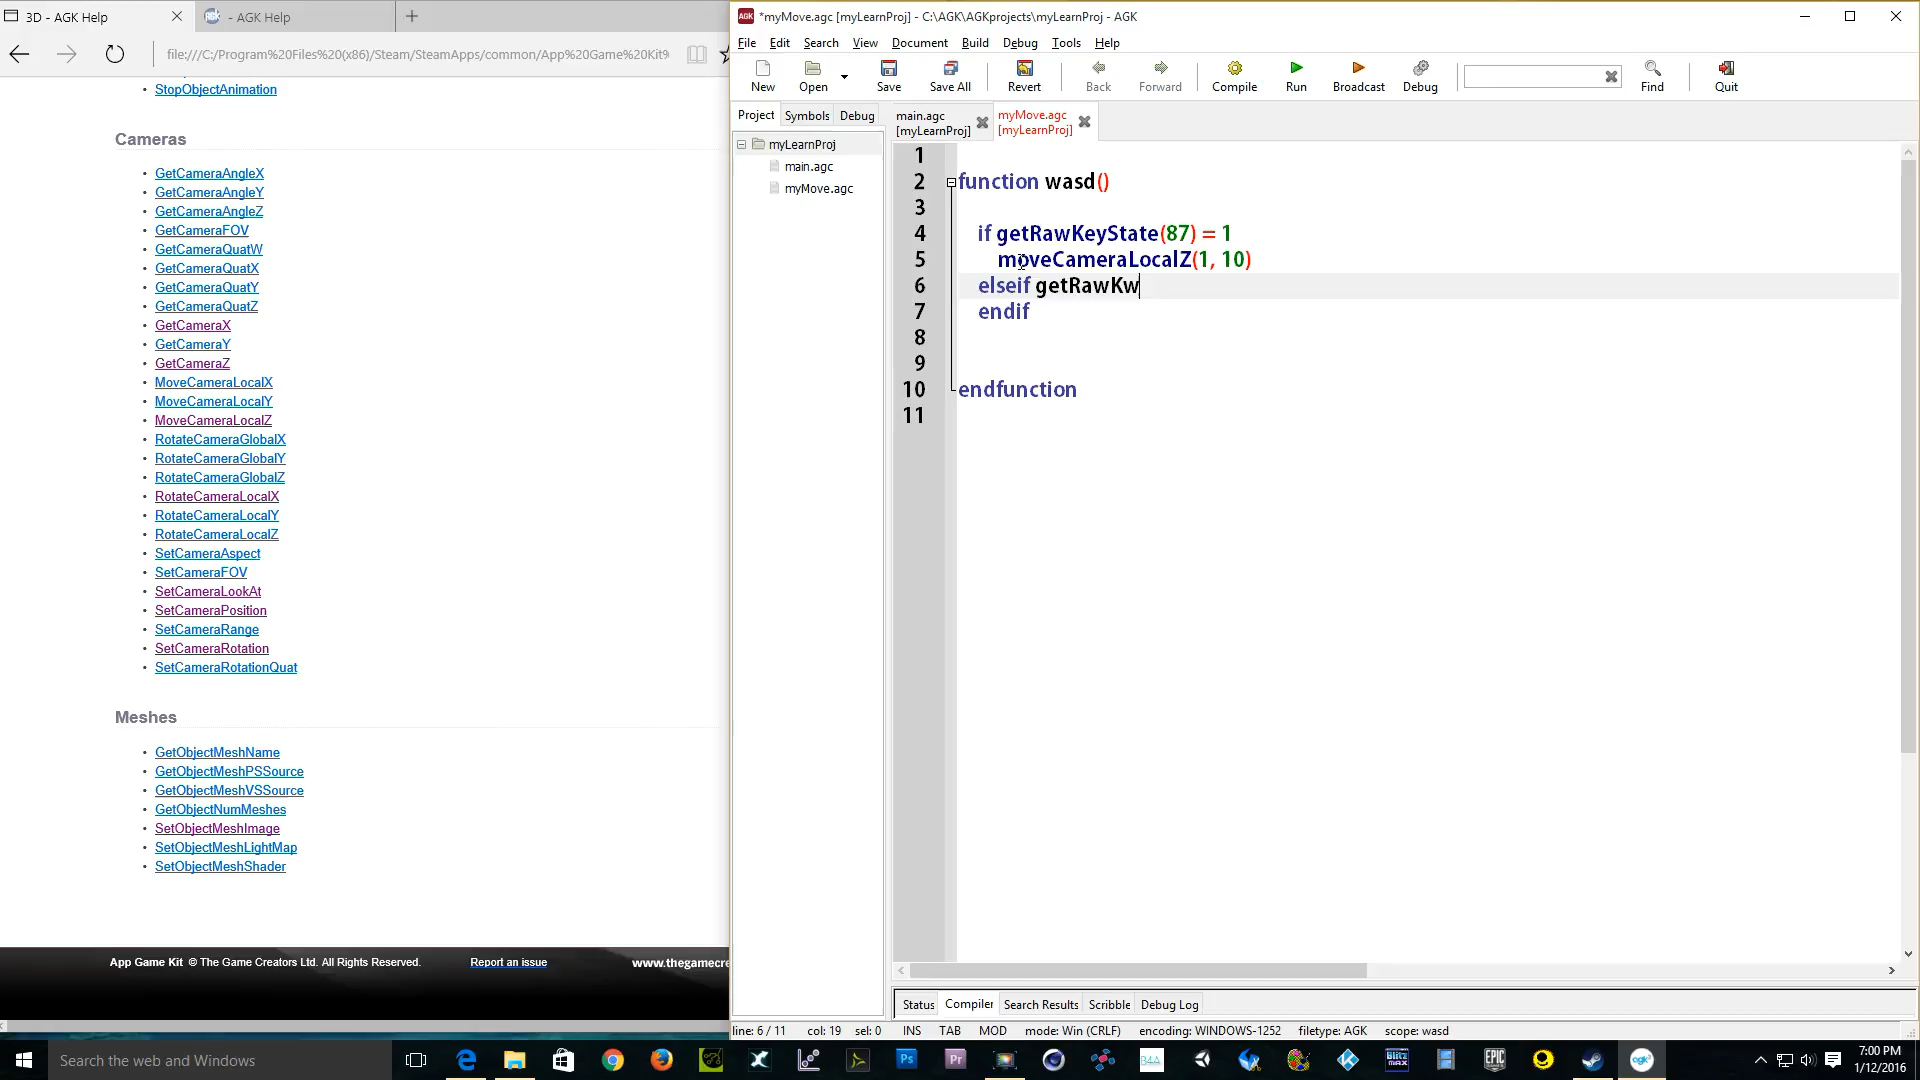 3D - AGK Help
- AGK Help
*myMove.agc [myLearnProj] - C:\AGK\AGKprojects\myLearnProj - AGK
file:///C:/Program%20Files%20(x86)/Steam/SteamApps/common/App%20Game%20Kit%
File Edit Search View Document Build Debug Tools Help
New Open Save Save All Revert Back Forward Compile Run Broadcast Debug Find Quit
Project Symbols Debug
main.agc
[myLearnProj]
myMove.agc
[myLearnProj]
myLearnProj
main.agc
myMove.agc
StopObjectAnimation
Cameras
GetCameraAngleX
GetCameraAngleY
GetCameraAngleZ
GetCameraFOV
GetCameraQuatW
GetCameraQuatX
GetCameraQuatY
GetCameraQuatZ
GetCameraX
GetCameraY
GetCameraZ
MoveCameraLocalX
MoveCameraLocalY
MoveCameraLocalZ
RotateCameraGlobalX
RotateCameraGlobalY
RotateCameraGlobalZ
RotateCameraLocalX
RotateCameraLocalY
RotateCameraLocalZ
SetCameraAspect
SetCameraFOV
SetCameraLookAt
SetCameraPosition
SetCameraRange
SetCameraRotation
SetCameraRotationQuat
Meshes
GetObjectMeshName
GetObjectMeshPSSource
GetObjectMeshVSSource
GetObjectNumMeshes
SetObjectMeshImage
SetObjectMeshLightMap
SetObjectMeshShader
App Game Kit © The Game Creators Ltd. All Rights Reserved. Report an issue www.thegamecre
1
2 function wasd()
3
4 if getRawKeyState(87) = 1
5 moveCameraLocalZ(1, 10)
6 elseif getRawKw
7 endif
8
9
10 endfunction
11
Status Compiler Search Results Scribble Debug Log
line: 6 / 11 col: 19 sel: 0 INS TAB MOD mode: Win (CRLF) encoding: WINDOWS-1252 filetype: AGK scope: wasd
Search the web and Windows
Ps
Pr
B4A
Blitz
max
EPIC
agk
7:00 PM
1/12/2016